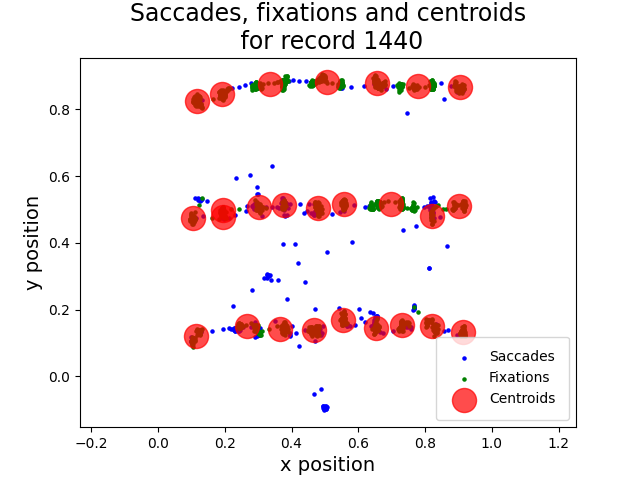 Saccades, fixations and centroids
for record 1440
y position
0.8
0.6
0.4
0.2
0.0
−0.2 0.0 0.2 0.4 0.6 0.8 1.0 1.2
x position
Saccades
Fixations
Centroids